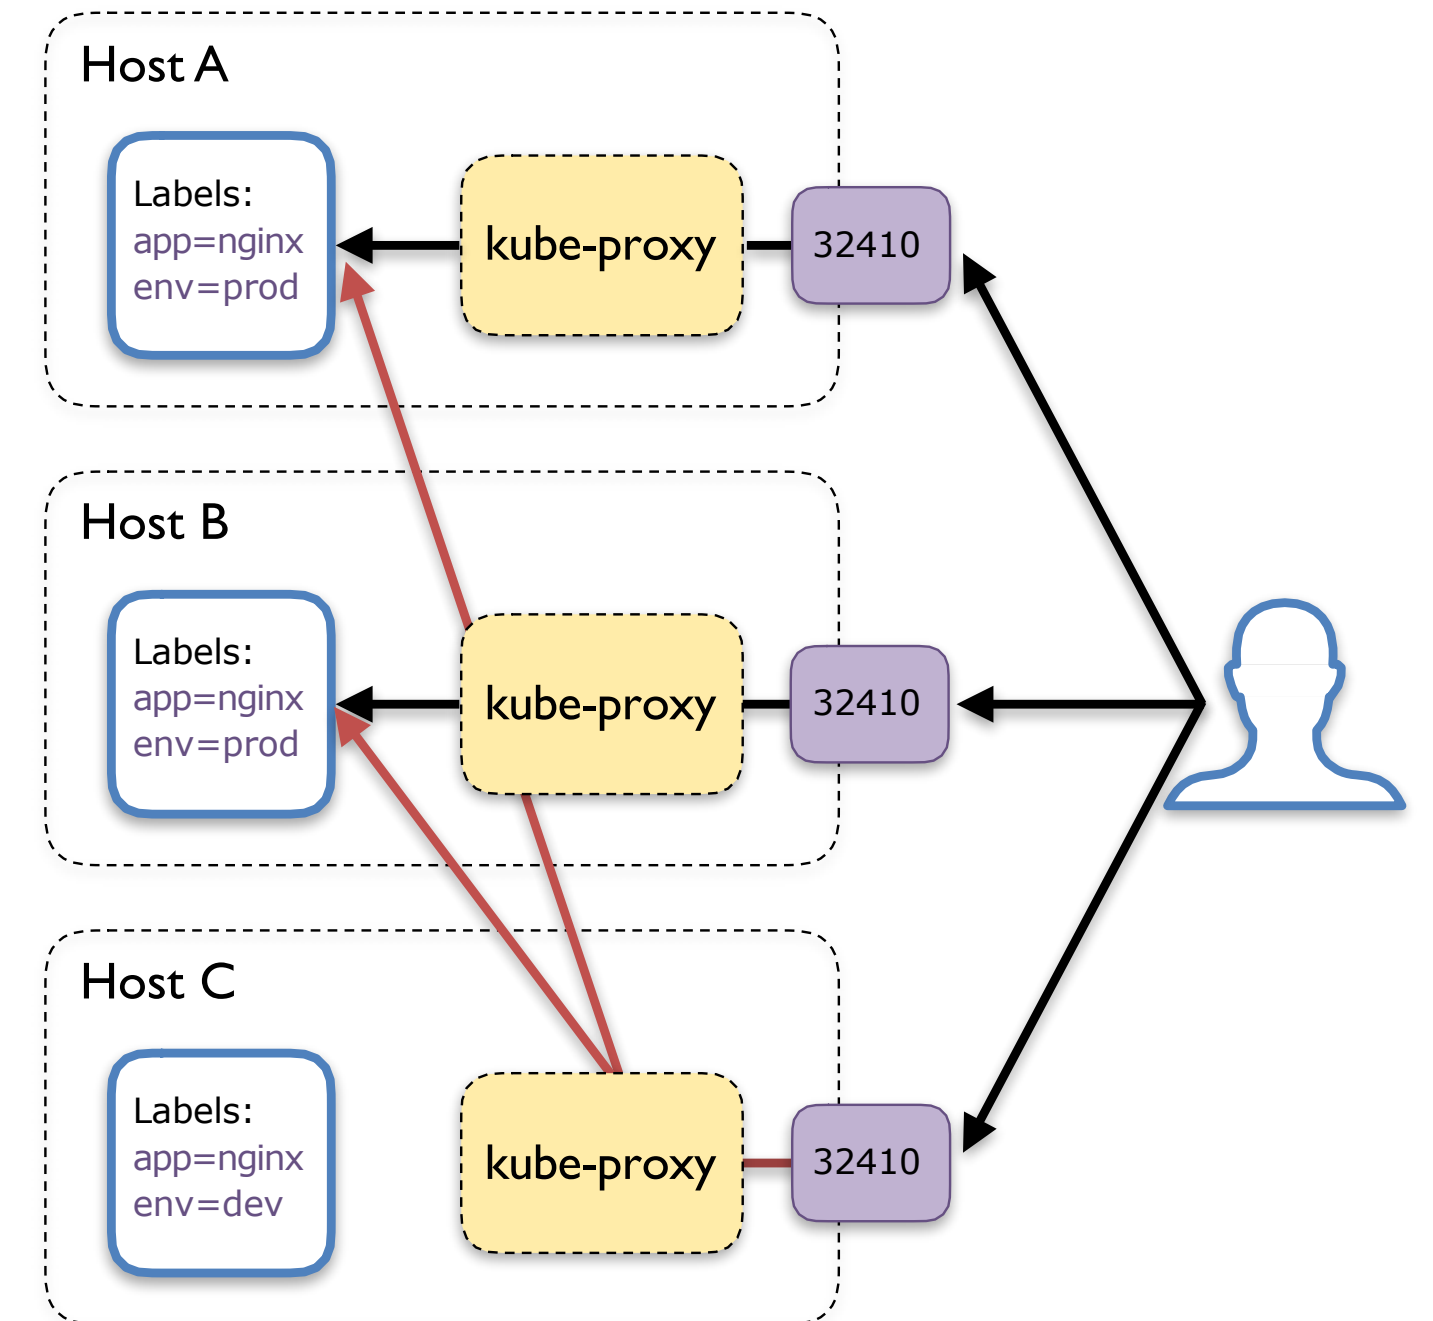 Host A
Labels:
app=nginx
env=prod
kube-proxy
32410
Host B
Labels:
app=nginx
env=prod
kube-proxy
32410
Host C
Labels:
app=nginx
env=dev
kube-proxy
32410